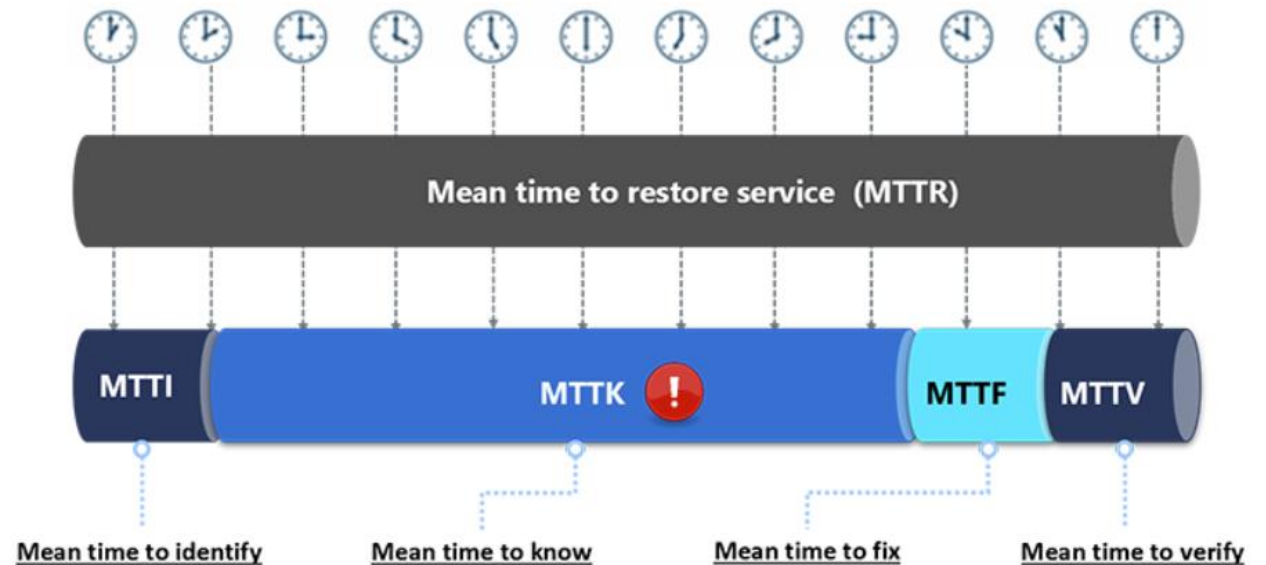 Mean time to restore service (MTTR)
MTTI
MTTK
!
MTTF
MTTV
Mean time to identify
Mean time to know
Mean time to fix
Mean time to verify